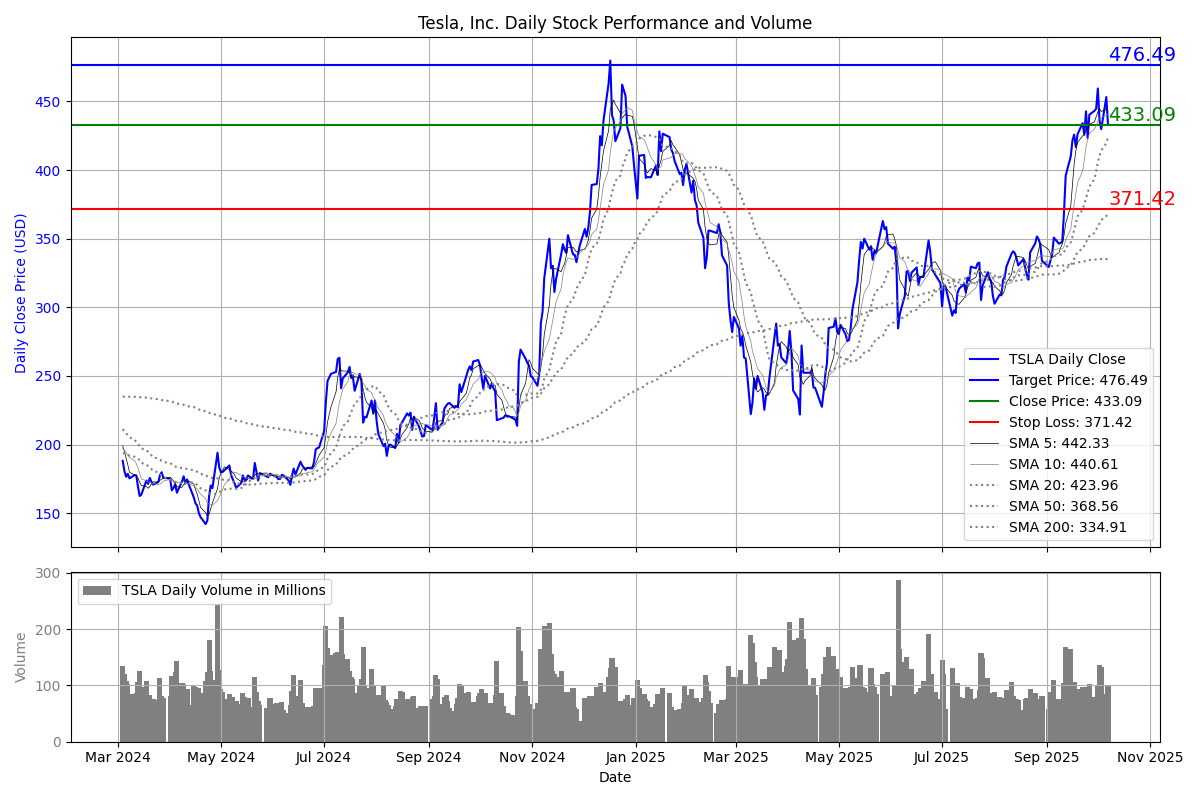 Tesla, Inc. Daily Stock Performance and Volume
476.49
433.09
371.42
450
400
350
300
250
200
150
Daily Close Price (USD)
TSLA Daily Close
Target Price: 476.49
Close Price: 433.09
Stop Loss: 371.42
SMA 5: 442.33
SMA 10: 440.61
SMA 20: 423.96
SMA 50: 368.56
SMA 200: 334.91
300
200
100
0
Volume
TSLA Daily Volume in Millions
Mar 2024 May 2024 Jul 2024 Sep 2024 Nov 2024 Jan 2025 Mar 2025 May 2025 Jul 2025 Sep 2025 Nov 2025
Date